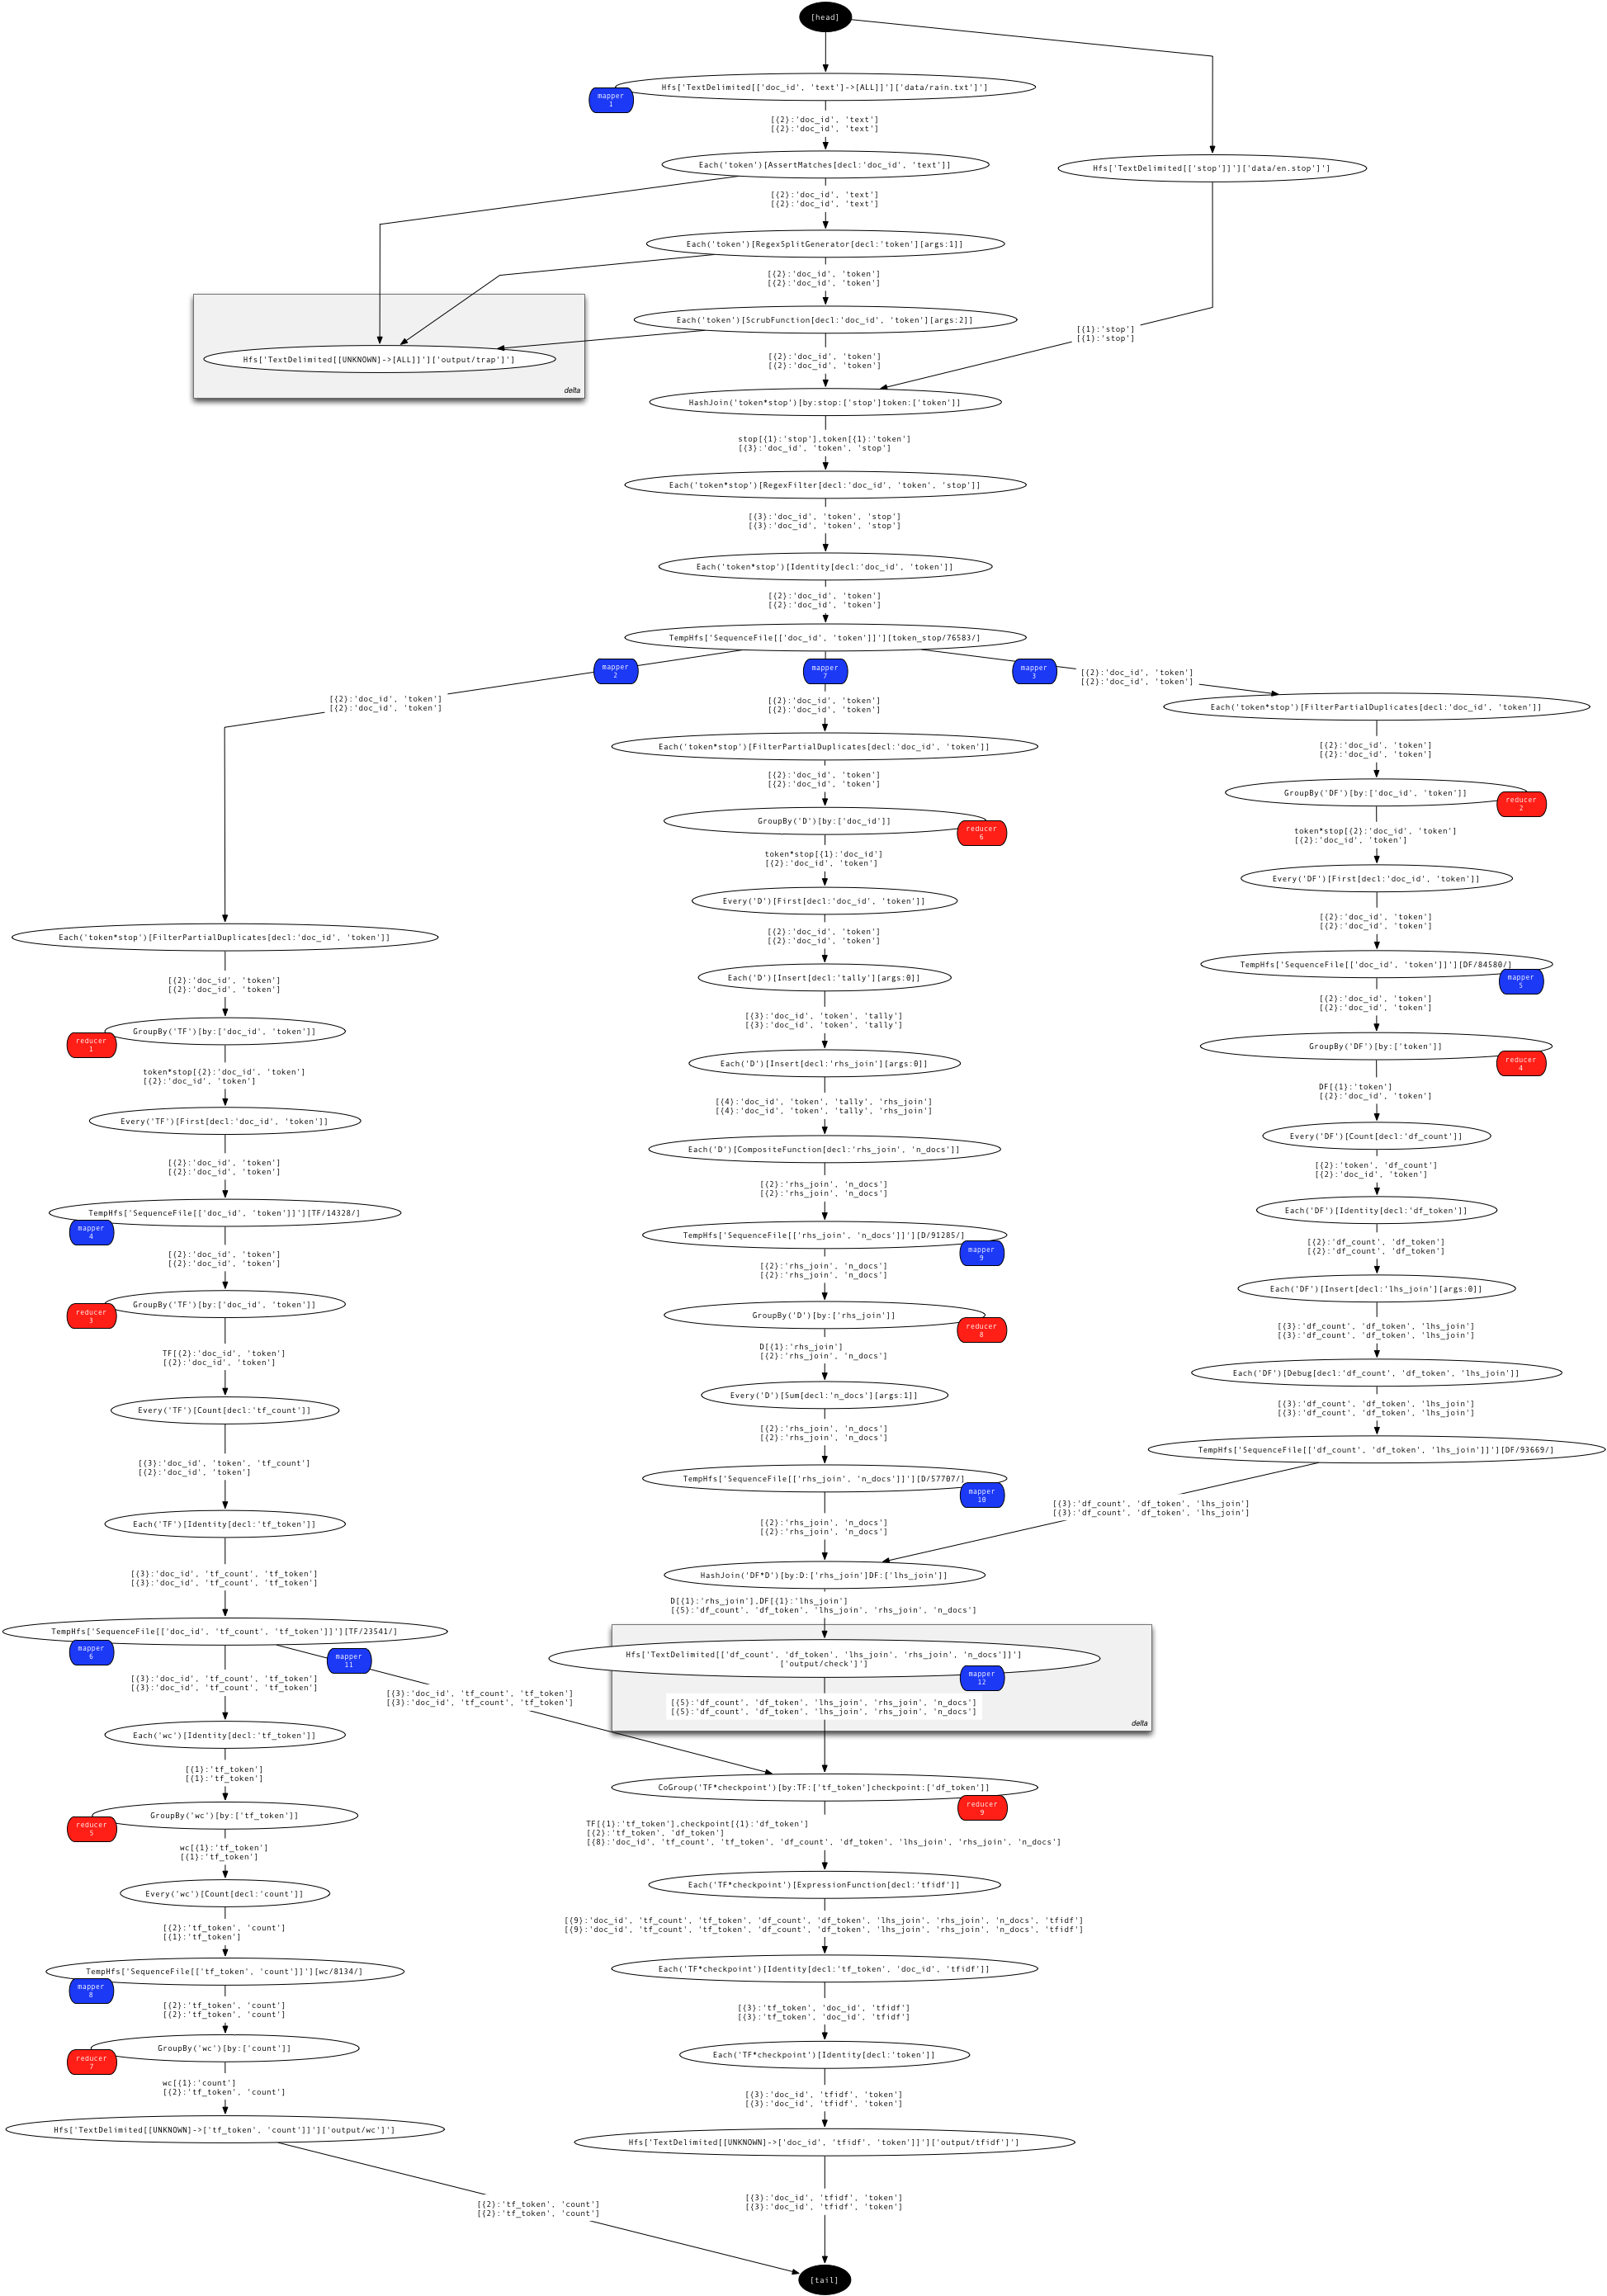 [head]
Hfs['TextDelimited[['doc_id', 'text']->[ALL]]']['data/rain.txt']']
mapper
1
[{2}:'doc_id', 'text']
[{2}:'doc_id', 'text']
Each('token')[AssertMatches[decl:'doc_id', 'text']]
Hfs['TextDelimited[['stop']]']['data/en.stop']']
[{2}:'doc_id', 'text']
[{2}:'doc_id', 'text']
Each('token')[RegexSplitGenerator[decl:'token'][args:1]]
[{2}:'doc_id', 'token']
[{2}:'doc_id', 'token']
Each('token')[ScrubFunction[decl:'doc_id', 'token'][args:2]]
[{1}:'stop']
[{1}:'stop']
Hfs['TextDelimited[[UNKNOWN]->[ALL]]']['output/trap']']
delta
[{2}:'doc_id', 'token']
[{2}:'doc_id', 'token']
HashJoin('token*stop')[by:stop:['stop']token:['token']]
stop[{1}:'stop'],token[{1}:'token']
[{3}:'doc_id', 'token', 'stop']
Each('token*stop')[RegexFilter[decl:'doc_id', 'token', 'stop']]
[{3}:'doc_id', 'token', 'stop']
[{3}:'doc_id', 'token', 'stop']
Each('token*stop')[Identity[decl:'doc_id', 'token']]
[{2}:'doc_id', 'token']
[{2}:'doc_id', 'token']
TempHfs['SequenceFile[['doc_id', 'token']]'][token_stop/76583/]
mapper
2
mapper
7
mapper
3
[{2}:'doc_id', 'token']
[{2}:'doc_id', 'token']
[{2}:'doc_id', 'token']
[{2}:'doc_id', 'token']
[{2}:'doc_id', 'token']
[{2}:'doc_id', 'token']
Each('token*stop')[FilterPartialDuplicates[decl:'doc_id', 'token']]
Each('token*stop')[FilterPartialDuplicates[decl:'doc_id', 'token']]
[{2}:'doc_id', 'token']
[{2}:'doc_id', 'token']
[{2}:'doc_id', 'token']
[{2}:'doc_id', 'token']
GroupBy('DF')[by:['doc_id', 'token']]
reducer
2
GroupBy('D')[by:['doc_id']]
reducer
6
token*stop[{2}:'doc_id', 'token']
[{2}:'doc_id', 'token']
token*stop[{1}:'doc_id']
[{2}:'doc_id', 'token']
Every('DF')[First[decl:'doc_id', 'token']]
Every('D')[First[decl:'doc_id', 'token']]
[{2}:'doc_id', 'token']
[{2}:'doc_id', 'token']
Each('token*stop')[FilterPartialDuplicates[decl:'doc_id', 'token']]
[{2}:'doc_id', 'token']
[{2}:'doc_id', 'token']
TempHfs['SequenceFile[['doc_id', 'token']]'][DF/84580/]
mapper
5
Each('D')[Insert[decl:'tally'][args:0]]
[{2}:'doc_id', 'token']
[{2}:'doc_id', 'token']
[{2}:'doc_id', 'token']
[{2}:'doc_id', 'token']
[{3}:'doc_id', 'token', 'tally']
[{3}:'doc_id', 'token', 'tally']
GroupBy('TF')[by:['doc_id', 'token']]
reducer
1
GroupBy('DF')[by:['token']]
reducer
4
Each('D')[Insert[decl:'rhs_join'][args:0]]
token*stop[{2}:'doc_id', 'token']
[{2}:'doc_id', 'token']
DF[{1}:'token']
[{2}:'doc_id', 'token']
[{4}:'doc_id', 'token', 'tally', 'rhs_join']
[{4}:'doc_id', 'token', 'tally', 'rhs_join']
Every('TF')[First[decl:'doc_id', 'token']]
Every('DF')[Count[decl:'df_count']]
Each('D')[CompositeFunction[decl:'rhs_join', 'n_docs']]
[{2}:'doc_id', 'token']
[{2}:'doc_id', 'token']
[{2}:'token', 'df_count']
[{2}:'doc_id', 'token']
[{2}:'rhs_join', 'n_docs']
[{2}:'rhs_join', 'n_docs']
TempHfs['SequenceFile[['doc_id', 'token']]'][TF/14328/]
mapper
4
Each('DF')[Identity[decl:'df_token']]
TempHfs['SequenceFile[['rhs_join', 'n_docs']]'][D/91285/]
mapper
9
[{2}:'doc_id', 'token']
[{2}:'doc_id', 'token']
[{2}:'df_count', 'df_token']
[{2}:'df_count', 'df_token']
[{2}:'rhs_join', 'n_docs']
[{2}:'rhs_join', 'n_docs']
Each('DF')[Insert[decl:'lhs_join'][args:0]]
GroupBy('TF')[by:['doc_id', 'token']]
reducer
3
GroupBy('D')[by:['rhs_join']]
reducer
8
[{3}:'df_count', 'df_token', 'lhs_join']
[{3}:'df_count', 'df_token', 'lhs_join']
TF[{2}:'doc_id', 'token']
[{2}:'doc_id', 'token']
D[{1}:'rhs_join']
[{2}:'rhs_join', 'n_docs']
Each('DF')[Debug[decl:'df_count', 'df_token', 'lhs_join']]
Every('TF')[Count[decl:'tf_count']]
Every('D')[Sum[decl:'n_docs'][args:1]]
[{3}:'df_count', 'df_token', 'lhs_join']
[{3}:'df_count', 'df_token', 'lhs_join']
[{2}:'rhs_join', 'n_docs']
[{2}:'rhs_join', 'n_docs']
TempHfs['SequenceFile[['df_count', 'df_token', 'lhs_join']]'][DF/93669/]
[{3}:'doc_id', 'token', 'tf_count']
[{2}:'doc_id', 'token']
TempHfs['SequenceFile[['rhs_join', 'n_docs']]'][D/57707/]
mapper
10
[{3}:'df_count', 'df_token', 'lhs_join']
[{3}:'df_count', 'df_token', 'lhs_join']
Each('TF')[Identity[decl:'tf_token']]
[{2}:'rhs_join', 'n_docs']
[{2}:'rhs_join', 'n_docs']
[{3}:'doc_id', 'tf_count', 'tf_token']
[{3}:'doc_id', 'tf_count', 'tf_token']
HashJoin('DF*D')[by:D:['rhs_join']DF:['lhs_join']]
D[{1}:'rhs_join'],DF[{1}:'lhs_join']
[{5}:'df_count', 'df_token', 'lhs_join', 'rhs_join', 'n_docs']
TempHfs['SequenceFile[['doc_id', 'tf_count', 'tf_token']]'][TF/23541/]
mapper
6
mapper
11
Hfs['TextDelimited[['df_count', 'df_token', 'lhs_join', 'rhs_join', 'n_docs']]']
['output/check']']
mapper
12
[{3}:'doc_id', 'tf_count', 'tf_token']
[{3}:'doc_id', 'tf_count', 'tf_token']
[{3}:'doc_id', 'tf_count', 'tf_token']
[{3}:'doc_id', 'tf_count', 'tf_token']
[{5}:'df_count', 'df_token', 'lhs_join', 'rhs_join', 'n_docs']
[{5}:'df_count', 'df_token', 'lhs_join', 'rhs_join', 'n_docs']
delta
Each('wc')[Identity[decl:'tf_token']]
[{1}:'tf_token']
[{1}:'tf_token']
CoGroup('TF*checkpoint')[by:TF:['tf_token']checkpoint:['df_token']]
reducer
9
GroupBy('wc')[by:['tf_token']]
reducer
5
TF[{1}:'tf_token'],checkpoint[{1}:'df_token']
[{2}:'tf_token', 'df_token']
[{8}:'doc_id', 'tf_count', 'tf_token', 'df_count', 'df_token', 'lhs_join', 'rhs_join', 'n_docs']
wc[{1}:'tf_token']
[{1}:'tf_token']
Each('TF*checkpoint')[ExpressionFunction[decl:'tfidf']]
Every('wc')[Count[decl:'count']]
[{9}:'doc_id', 'tf_count', 'tf_token', 'df_count', 'df_token', 'lhs_join', 'rhs_join', 'n_docs', 'tfidf']
[{9}:'doc_id', 'tf_count', 'tf_token', 'df_count', 'df_token', 'lhs_join', 'rhs_join', 'n_docs', 'tfidf']
[{2}:'tf_token', 'count']
[{1}:'tf_token']
Each('TF*checkpoint')[Identity[decl:'tf_token', 'doc_id', 'tfidf']]
TempHfs['SequenceFile[['tf_token', 'count']]'][wc/8134/]
mapper
8
[{2}:'tf_token', 'count']
[{2}:'tf_token', 'count']
[{3}:'tf_token', 'doc_id', 'tfidf']
[{3}:'tf_token', 'doc_id', 'tfidf']
GroupBy('wc')[by:['count']]
reducer
7
Each('TF*checkpoint')[Identity[decl:'token']]
wc[{1}:'count']
[{2}:'tf_token', 'count']
[{3}:'doc_id', 'tfidf', 'token']
[{3}:'doc_id', 'tfidf', 'token']
Hfs['TextDelimited[[UNKNOWN]->['tf_token', 'count']]']['output/wc']']
Hfs['TextDelimited[[UNKNOWN]->['doc_id', 'tfidf', 'token']]']['output/tfidf']']
[{2}:'tf_token', 'count']
[{2}:'tf_token', 'count']
[{3}:'doc_id', 'tfidf', 'token']
[{3}:'doc_id', 'tfidf', 'token']
[tail]